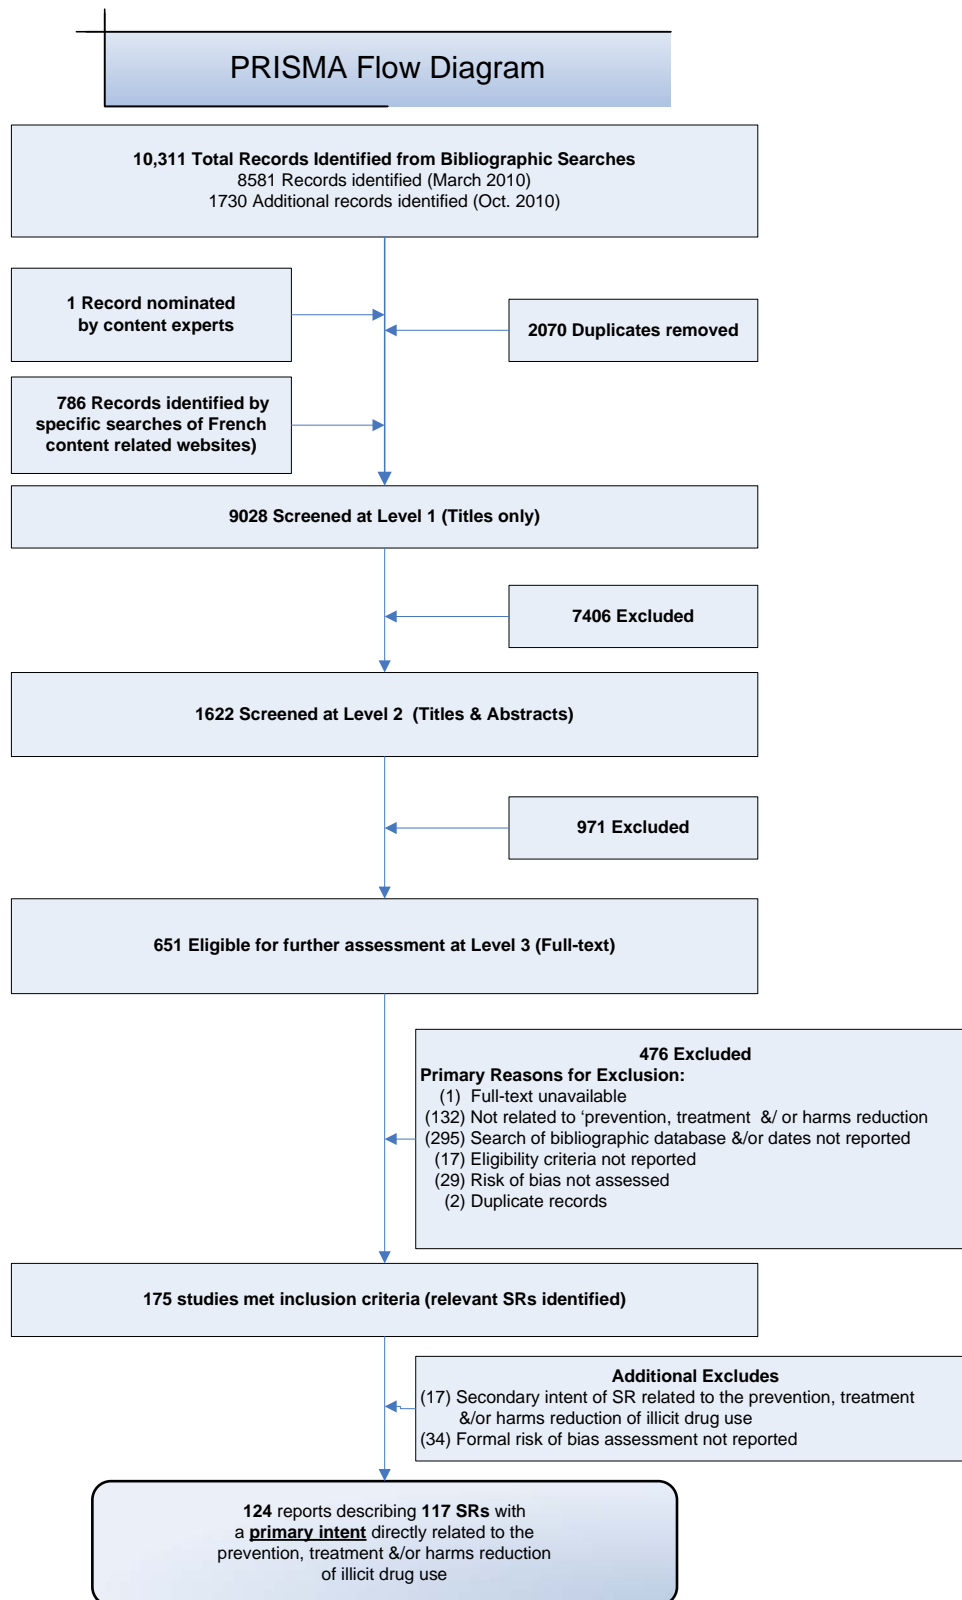 PRISMA Flow Diagram
10,311 Total Records Identified from Bibliographic Searches
8581 Records identified (March 2010)
1730 Additional records identified (Oct. 2010)
1 Record nominated
by content experts
2070 Duplicates removed
786 Records identified by
specific searches of French
content related websites)
9028 Screened at Level 1 (Titles only)
7406 Excluded
1622 Screened at Level 2 (Titles & Abstracts)
971 Excluded
651 Eligible for further assessment at Level 3 (Full-text)
476 Excluded
Primary Reasons for Exclusion:
(1) Full-text unavailable
(132) Not related to ‘prevention, treatment &/ or harms reduction
(295) Search of bibliographic database &/or dates not reported
(17) Eligibility criteria not reported
(29) Risk of bias not assessed
(2) Duplicate records
175 studies met inclusion criteria (relevant SRs identified)
Additional Excludes
(17) Secondary intent of SR related to the prevention, treatment
&/or harms reduction of illicit drug use
(34) Formal risk of bias assessment not reported
124 reports describing 117 SRs with
a primary intent directly related to the
prevention, treatment &/or harms reduction
of illicit drug use